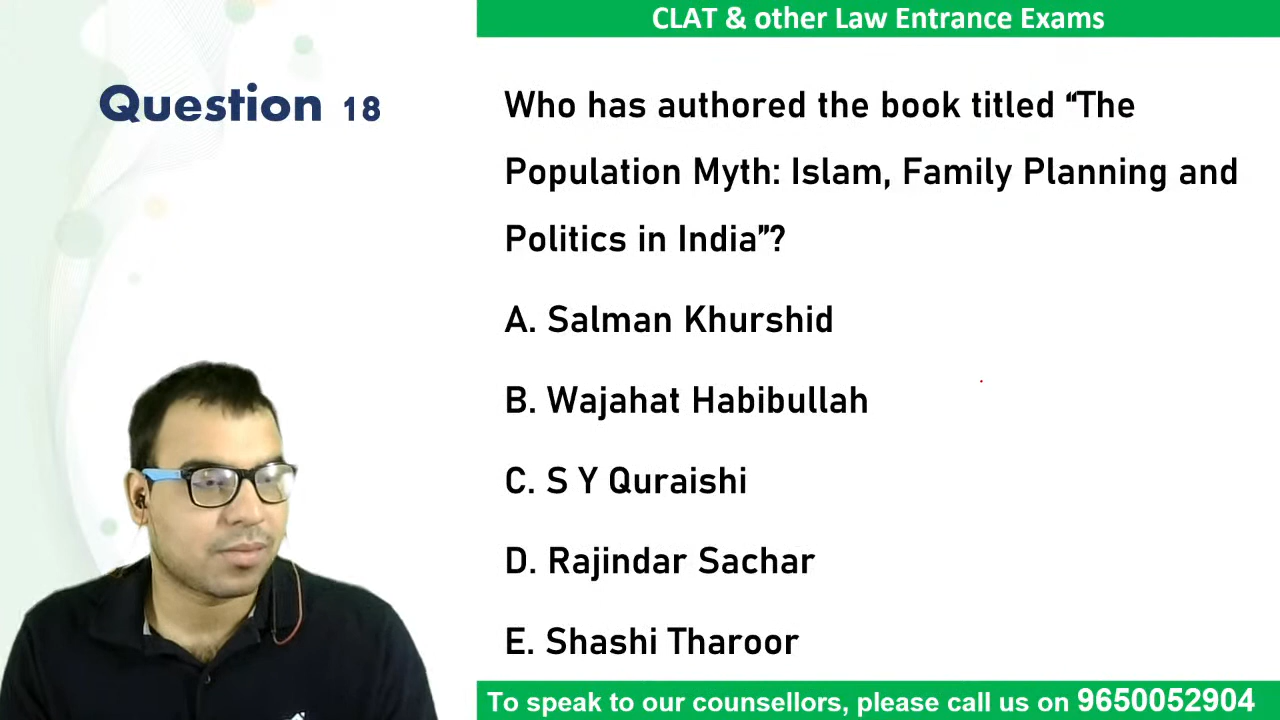 CLAT & other Law Entrance Exams
Question 18
Who has authored the book titled “The
Population Myth: Islam, Family Planning and
Politics in India”?
A. Salman Khurshid
B. Wajahat Habibullah
C. S Y Quraishi
D. Rajindar Sachar
E. Shashi Tharoor
To speak to our counsellors, please call us on 9650052904